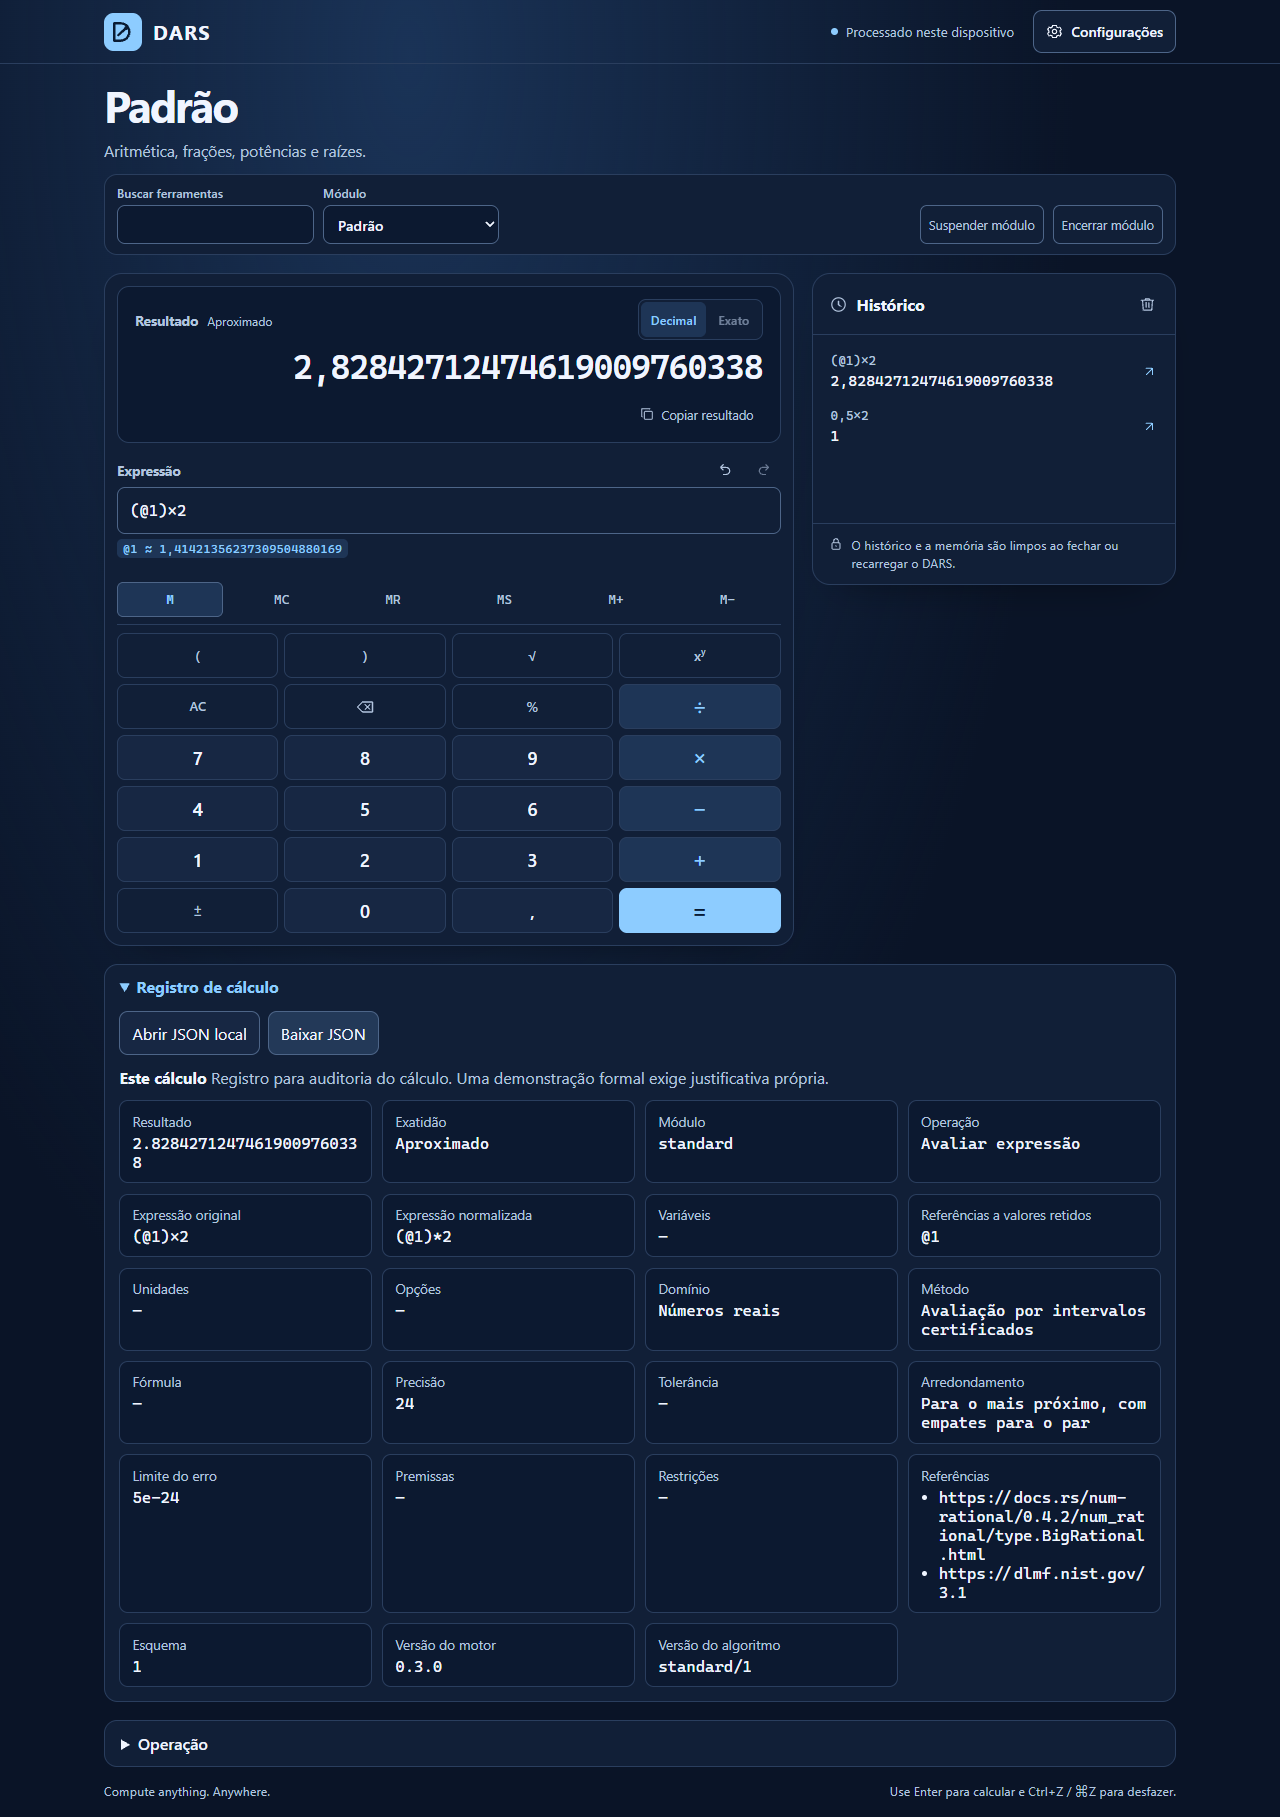 DARS
Processado neste dispositivo
Configurações
Padrão
Aritmética, frações, potências e raízes.
Buscar ferramentas
Módulo
Padrão
Suspender módulo
Encerrar módulo
Resultado Aproximado
Decimal
Exato
2,82842712474619009760338
Copiar resultado
Expressão
(@1)×2
@1 ≈ 1,41421356237309504880169
M MC MR MS M+ M−
( ) √ xʸ
AC % ÷
7 8 9 ×
4 5 6 −
1 2 3 +
± 0 , =
Histórico
(@1)×2
2,82842712474619009760338
0,5×2
1
O histórico e a memória são limpos ao fechar ou
recarregar o DARS.
Registro de cálculo
Abrir JSON local
Baixar JSON
Este cálculo Registro para auditoria do cálculo. Uma demonstração formal exige justificativa própria.
Resultado
2.8284271247461900976033
8
Exatidão
Aproximado
Módulo
standard
Operação
Avaliar expressão
Expressão original
(@1)×2
Expressão normalizada
(@1)*2
Variáveis
—
Referências a valores retidos
@1
Unidades
—
Opções
—
Domínio
Números reais
Método
Avaliação por intervalos
certificados
Fórmula
—
Precisão
24
Tolerância
—
Arredondamento
Para o mais próximo, com
empates para o par
Limite do erro
5e−24
Premissas
—
Restrições
—
Referências
• https://docs.rs/num-
rational/0.4.2/num_rat
ional/type.BigRational
.html
• https://dlmf.nist.gov/
3.1
Esquema
1
Versão do motor
0.3.0
Versão do algoritmo
standard/1
Operação
Compute anything. Anywhere.
Use Enter para calcular e Ctrl+Z / ⌘Z para desfazer.